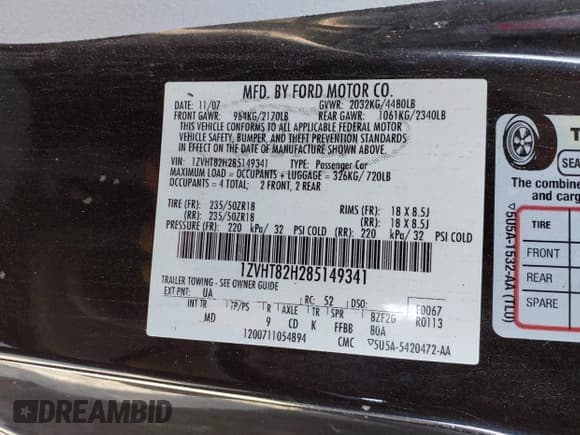 MFD. BY FORD MOTOR CO.
DATE: 11/07 GVWR: 2032KG/4480LB
FRONT GAWR: 984KG/2170LB REAR GAWR: 1061KG/2340LB
THIS VEHICLE CONFORMS TO ALL APPLICABLE FEDERAL MOTOR
VEHICLE SAFETY, BUMPER, AND THEFT PREVENTION STANDARDS
IN EFFECT ON THE DATE OF MANUFACTURE SHOWN ABOVE.
VIN: 1ZVHT82H285149341 TYPE: Passenger Car
MAXIMUM LOAD = OCCUPANTS + LUGGAGE = 326KG/720LB
OCCUPANTS = 4 TOTAL; 2 FRONT, 2 REAR
TIRE (FR): 235/50ZR18 RIMS (FR): 18 X 8.5J
(RR): 235/50ZR18 (RR): 18 X 8.5J
PRESSURE (FR): 220 kPa/ 32 PSI COLD (RR): 220 kPa/ 32 PSI COLD
1ZVHT82H285149341
TRAILER TOWING - SEE OWNER GUIDE
EXT PNT: UA RC: 52 DSO: F0067
INT TR TP/PS R AXLE TR SPR 8ZF2G R0113
MD 9 CD K FFBB 80A
1200711054894 CMC ▽5U5A-5420472-AA
▽5U5A-1532-AA (TLU)
T
SEA
The combine
and carg
TIRE
FRONT
REAR
SPARE
DREAMBID